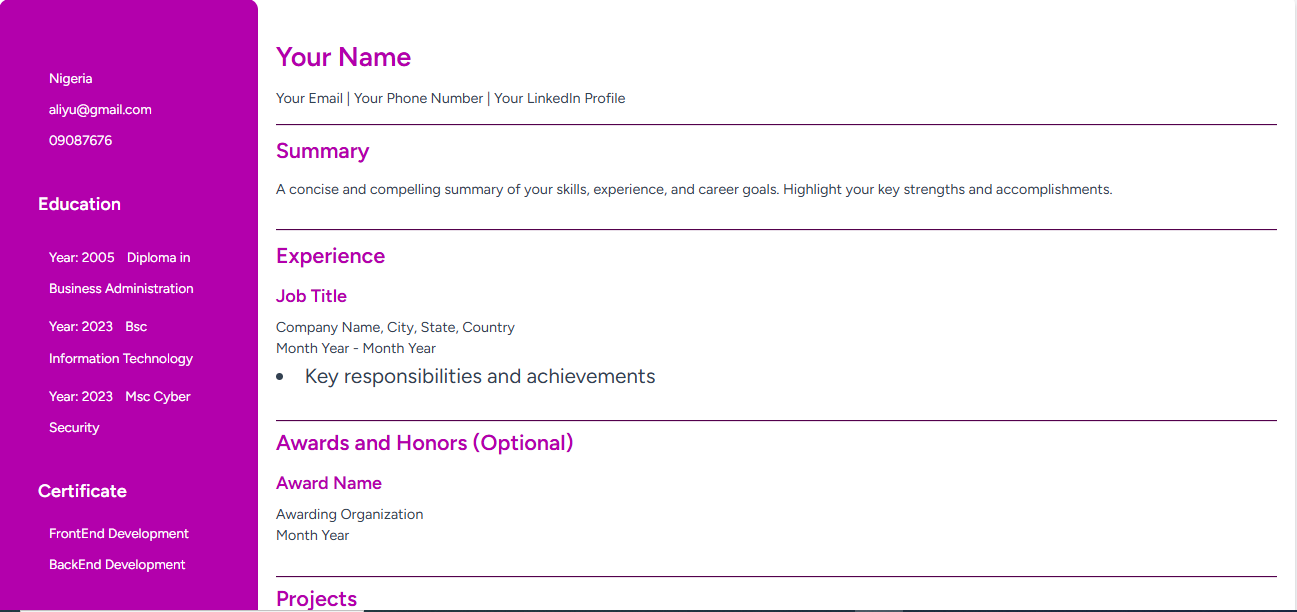 Nigeria
aliyu@gmail.com
09087676
Education
Year: 2005 Diploma in
Business Administration
Year: 2023 Bsc
Information Technology
Year: 2023 Msc Cyber
Security
Certificate
FrontEnd Development
BackEnd Development
Your Name
Your Email | Your Phone Number | Your LinkedIn Profile
Summary
A concise and compelling summary of your skills, experience, and career goals. Highlight your key strengths and accomplishments.
Experience
Job Title
Company Name, City, State, Country
Month Year - Month Year
• Key responsibilities and achievements
Awards and Honors (Optional)
Award Name
Awarding Organization
Month Year
Projects